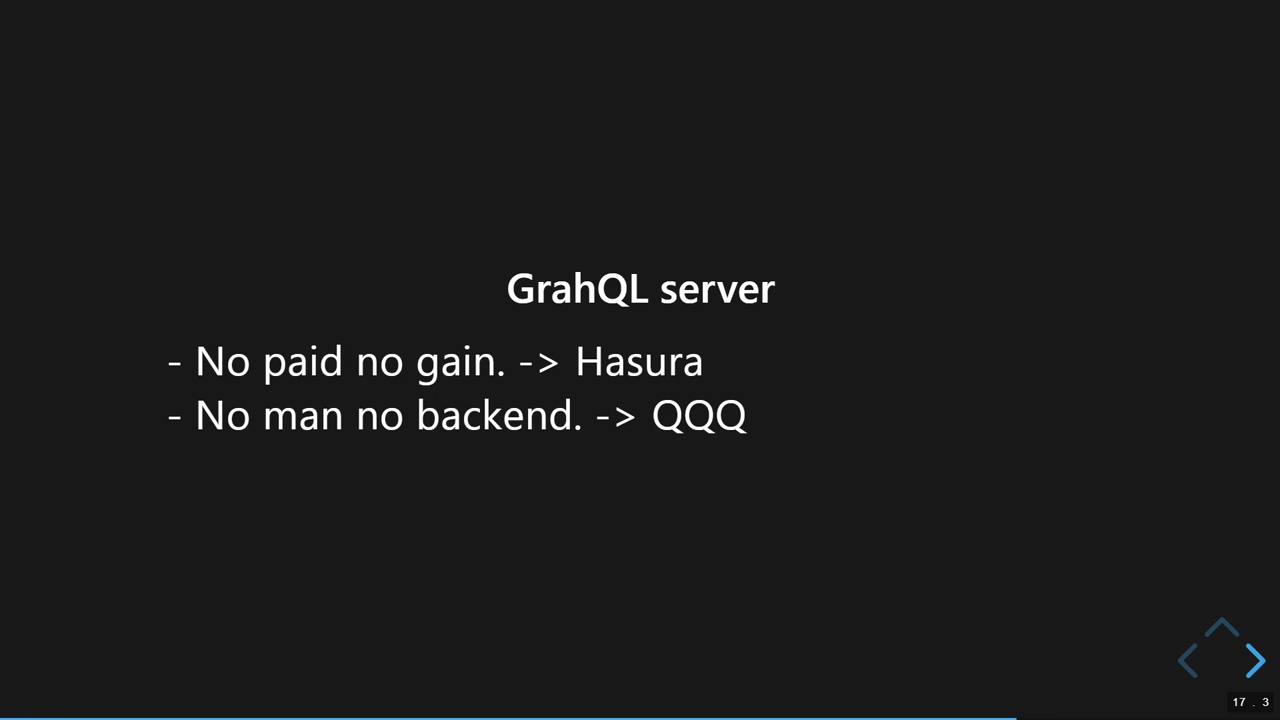 GrahQL server
- No paid no gain. -> Hasura
- No man no backend. -> QQQ
17 . 3